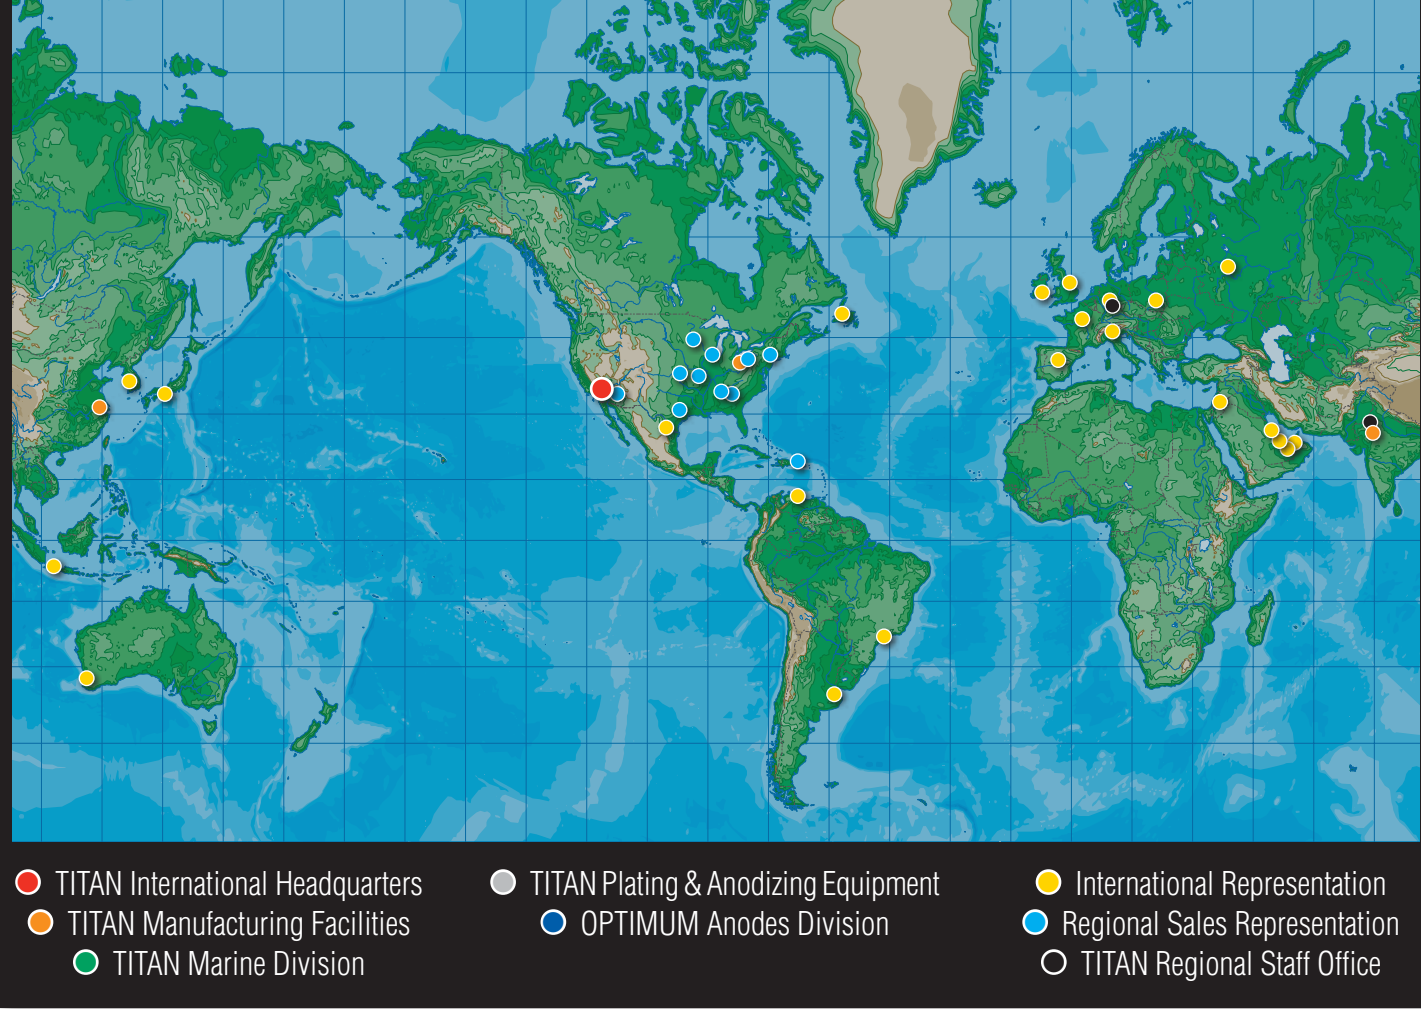 TITAN International Headquarters
TITAN Manufacturing Facilities
TITAN Marine Division
TITAN Plating & Anodizing Equipment
OPTIMUM Anodes Division
International Representation
Regional Sales Representation
TITAN Regional Staff Office